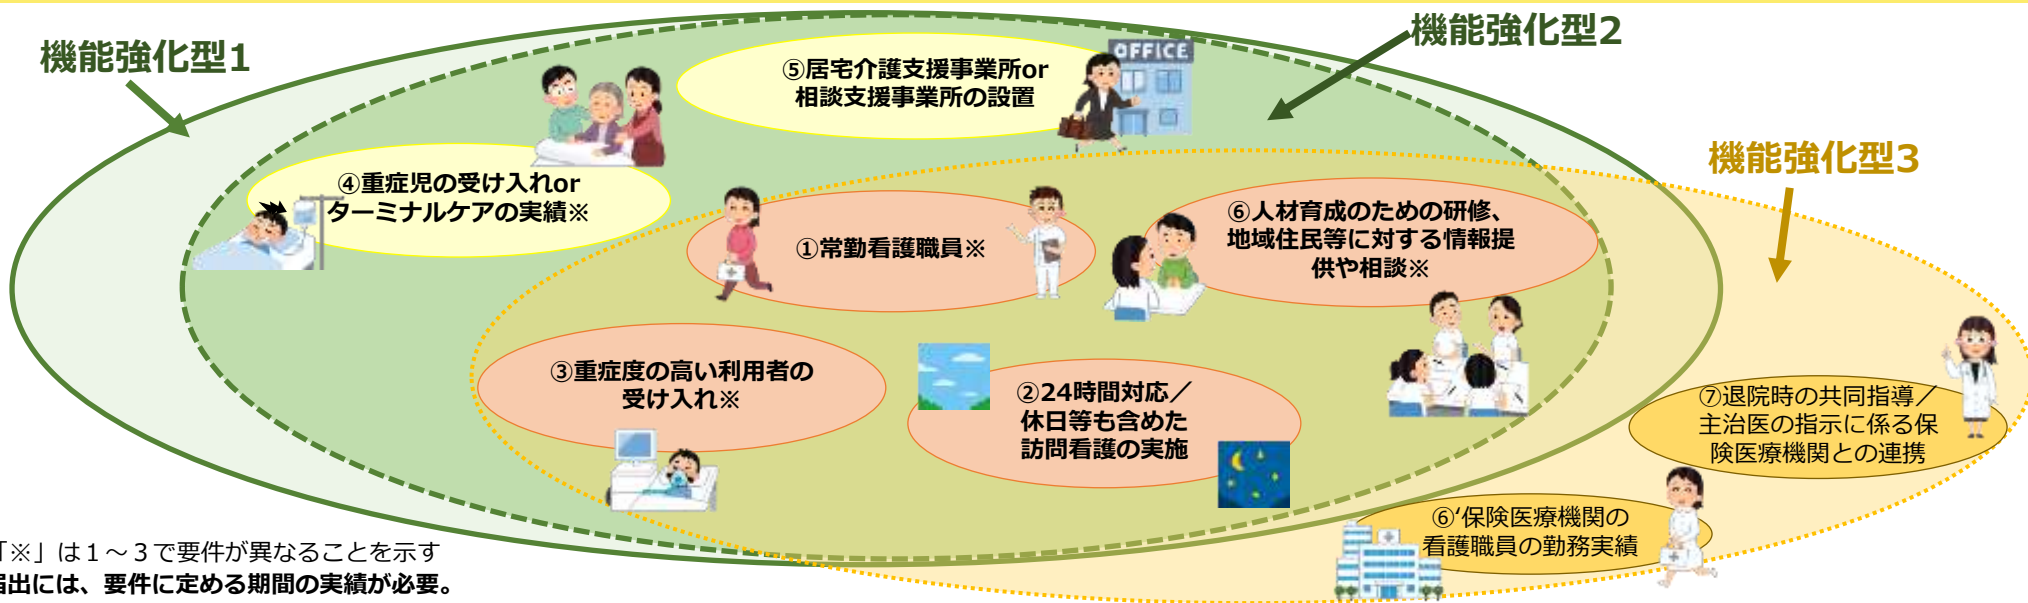 機能強化型1
機能強化型2
機能強化型3
OFFICE
⑤居宅介護支援事業所or
相談支援事業所の設置
④重症児の受け入れor
ターミナルケアの実績※
①常勤看護職員※
⑥人材育成のための研修、
地域住民等に対する情報提
供や相談※
③重症度の高い利用者の
受け入れ※
②24時間対応／
休日等も含めた
訪問看護の実施
⑦退院時の共同指導／
主治医の指示に係る保
険医療機関との連携
⑥‘保険医療機関の
看護職員の勤務実績
「※」は１～３で要件が異なることを示す
届出には、要件に定める期間の実績が必要。